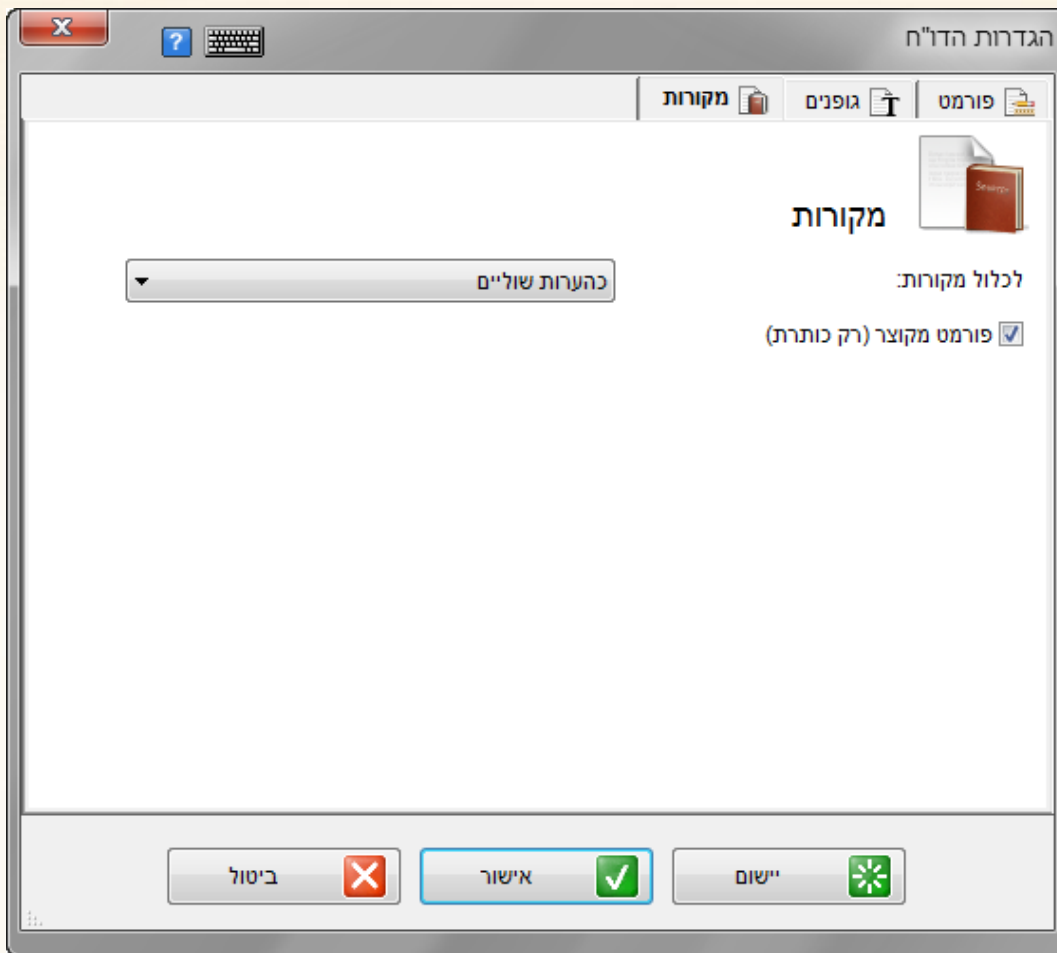 הגדרות הדו"ח
פורמט גופנים מקורות
מקורות
לכלול מקורות: כהערות שוליים
פורמט מקוצר (רק כותרת)
יישום אישור ביטול